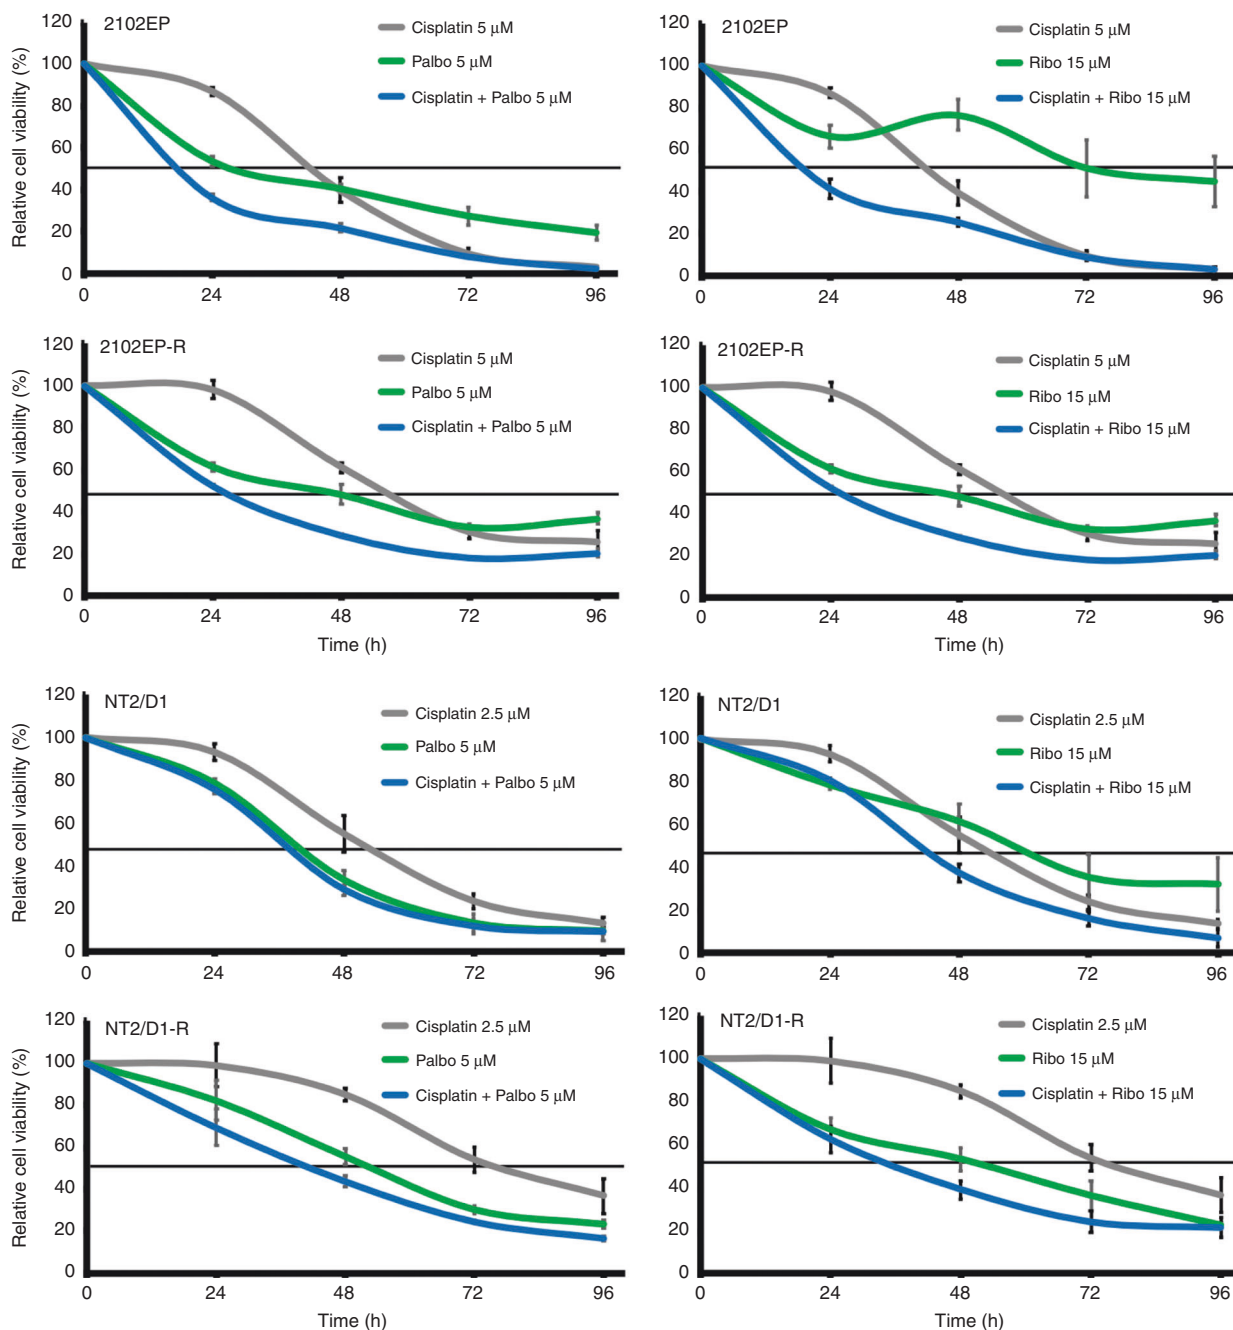 2102EP
Cisplatin 5 μM
Palbo 5 μM
Cisplatin + Palbo 5 μM
Relative cell viability (%)
120
100
80
60
40
20
0
0 24 48 72 96
2102EP
Cisplatin 5 μM
Ribo 15 μM
Cisplatin + Ribo 15 μM
120
100
80
60
40
20
0
0 24 48 72 96
2102EP-R
Cisplatin 5 μM
Palbo 5 μM
Cisplatin + Palbo 5 μM
Relative cell viability (%)
120
100
80
60
40
20
0
0 24 48 72 96
Time (h)
2102EP-R
Cisplatin 5 μM
Ribo 15 μM
Cisplatin + Ribo 15 μM
120
100
80
60
40
20
0
0 24 48 72 96
Time (h)
NT2/D1
Cisplatin 2.5 μM
Palbo 5 μM
Cisplatin + Palbo 5 μM
Relative cell viability (%)
120
100
80
60
40
20
0
0 24 48 72 96
NT2/D1
Cisplatin 2.5 μM
Ribo 15 μM
Cisplatin + Ribo 15 μM
120
100
80
60
40
20
0
0 24 48 72 96
NT2/D1-R
Cisplatin 2.5 μM
Palbo 5 μM
Cisplatin + Palbo 5 μM
Relative cell viability (%)
120
100
80
60
40
20
0
0 24 48 72 96
Time (h)
NT2/D1-R
Cisplatin 2.5 μM
Ribo 15 μM
Cisplatin + Ribo 15 μM
120
100
80
60
40
20
0
0 24 48 72 96
Time (h)